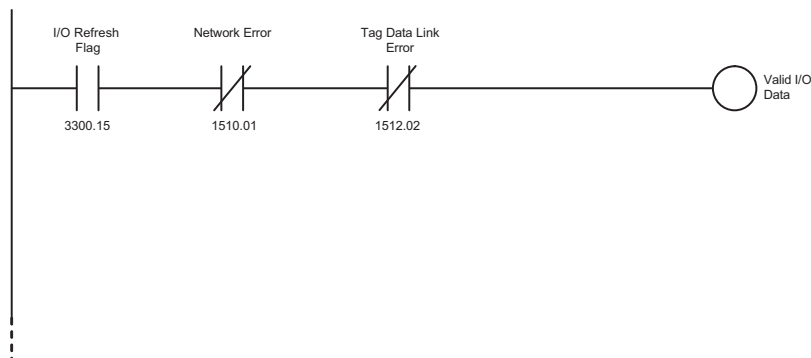 I/O Refresh
Flag
Network Error
Tag Data Link
Error
Valid I/O
Data
3300.15
1510.01
1512.02